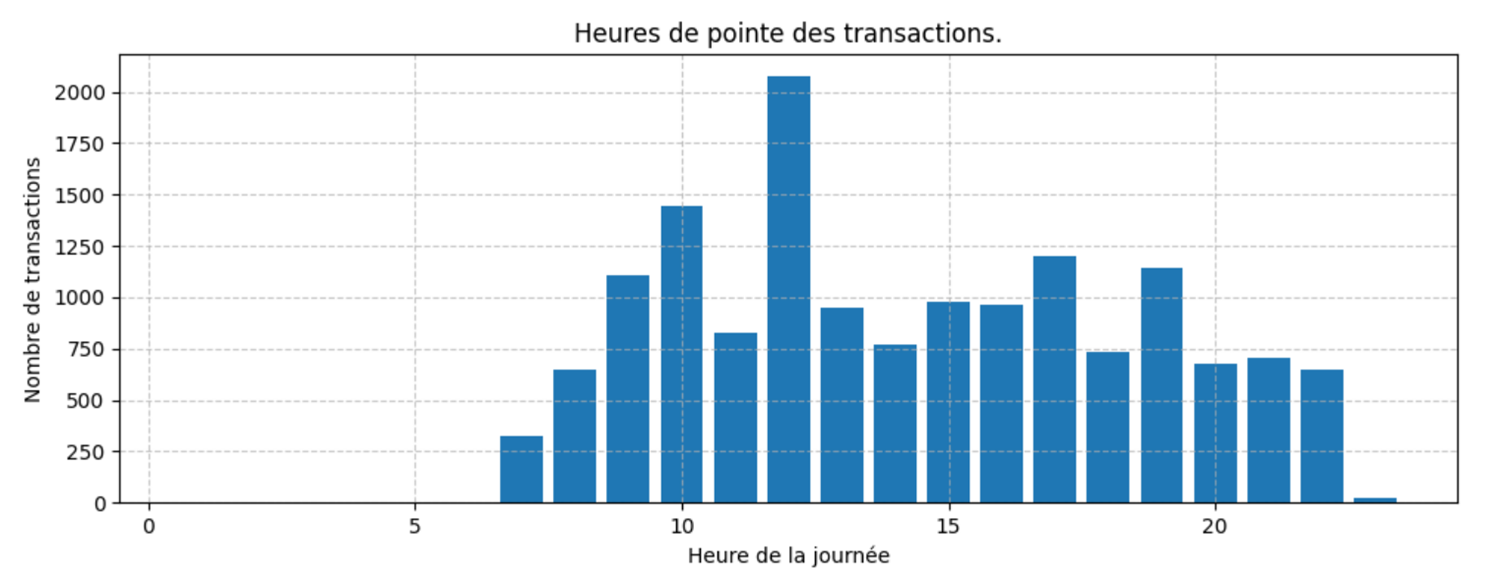 Heures de pointe des transactions.
Nombre de transactions
2000
1750
1500
1250
1000
750
500
250
0
0 5 10 15 20
Heure de la journée